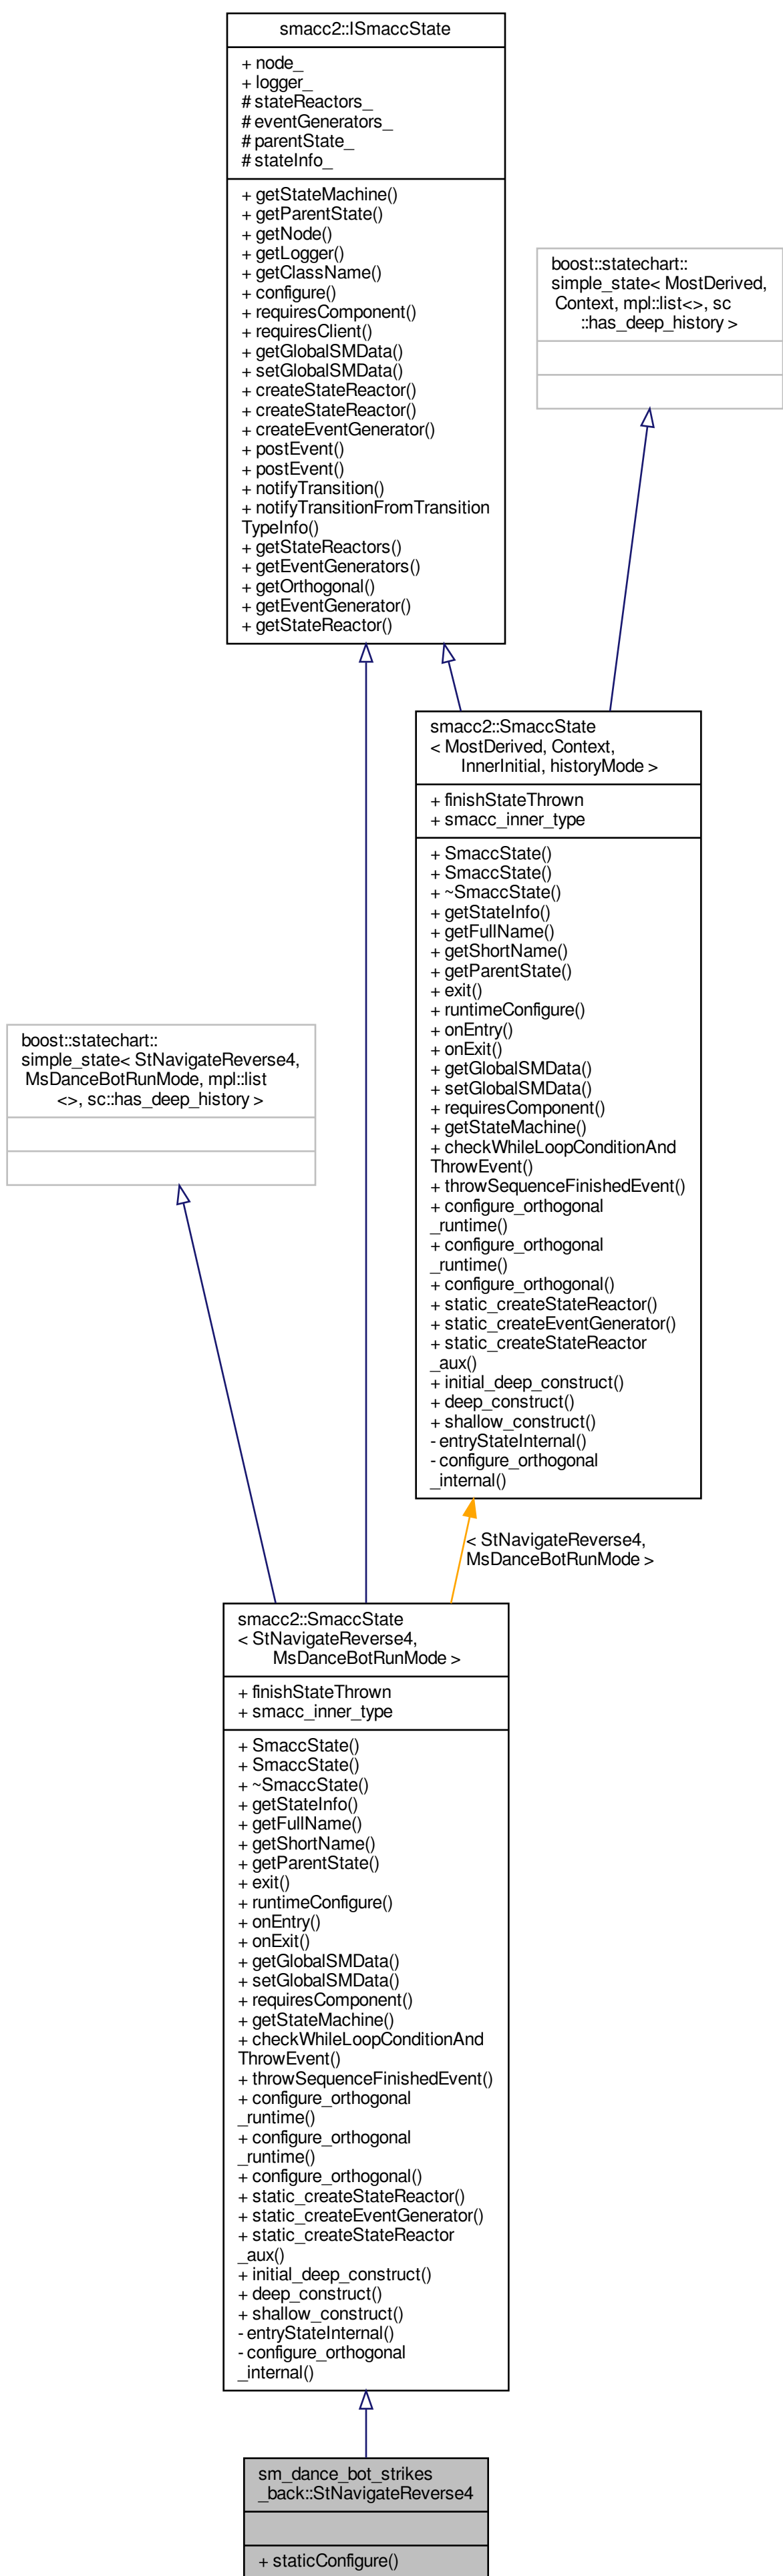 smacc2::ISmaccState
+ node_
+ logger_
# stateReactors_
# eventGenerators_
# parentState_
# stateInfo_
+ getStateMachine()
+ getParentState()
+ getNode()
+ getLogger()
+ getClassName()
+ configure()
+ requiresComponent()
+ requiresClient()
+ getGlobalSMData()
+ setGlobalSMData()
+ createStateReactor()
+ createStateReactor()
+ createEventGenerator()
+ postEvent()
+ postEvent()
+ notifyTransition()
+ notifyTransitionFromTransition
TypeInfo()
+ getStateReactors()
+ getEventGenerators()
+ getOrthogonal()
+ getEventGenerator()
+ getStateReactor()
boost::statechart::
simple_state< MostDerived,
Context, mpl::list<>, sc
::has_deep_history >
smacc2::SmaccState
< MostDerived, Context,
InnerInitial, historyMode >
+ finishStateThrown
+ smacc_inner_type
+ SmaccState()
+ SmaccState()
+ ~SmaccState()
+ getStateInfo()
+ getFullName()
+ getShortName()
+ getParentState()
+ exit()
+ runtimeConfigure()
+ onEntry()
+ onExit()
+ getGlobalSMData()
+ setGlobalSMData()
+ requiresComponent()
+ getStateMachine()
+ checkWhileLoopConditionAnd
ThrowEvent()
+ throwSequenceFinishedEvent()
+ configure_orthogonal
_runtime()
+ configure_orthogonal
_runtime()
+ configure_orthogonal()
+ static_createStateReactor()
+ static_createEventGenerator()
+ static_createStateReactor
_aux()
+ initial_deep_construct()
+ deep_construct()
+ shallow_construct()
- entryStateInternal()
- configure_orthogonal
_internal()
boost::statechart::
simple_state< StNavigateReverse4,
MsDanceBotRunMode, mpl::list
<>, sc::has_deep_history >
< StNavigateReverse4,
MsDanceBotRunMode >
smacc2::SmaccState
< StNavigateReverse4,
MsDanceBotRunMode >
+ finishStateThrown
+ smacc_inner_type
+ SmaccState()
+ SmaccState()
+ ~SmaccState()
+ getStateInfo()
+ getFullName()
+ getShortName()
+ getParentState()
+ exit()
+ runtimeConfigure()
+ onEntry()
+ onExit()
+ getGlobalSMData()
+ setGlobalSMData()
+ requiresComponent()
+ getStateMachine()
+ checkWhileLoopConditionAnd
ThrowEvent()
+ throwSequenceFinishedEvent()
+ configure_orthogonal
_runtime()
+ configure_orthogonal
_runtime()
+ configure_orthogonal()
+ static_createStateReactor()
+ static_createEventGenerator()
+ static_createStateReactor
_aux()
+ initial_deep_construct()
+ deep_construct()
+ shallow_construct()
- entryStateInternal()
- configure_orthogonal
_internal()
sm_dance_bot_strikes
_back::StNavigateReverse4
+ staticConfigure()